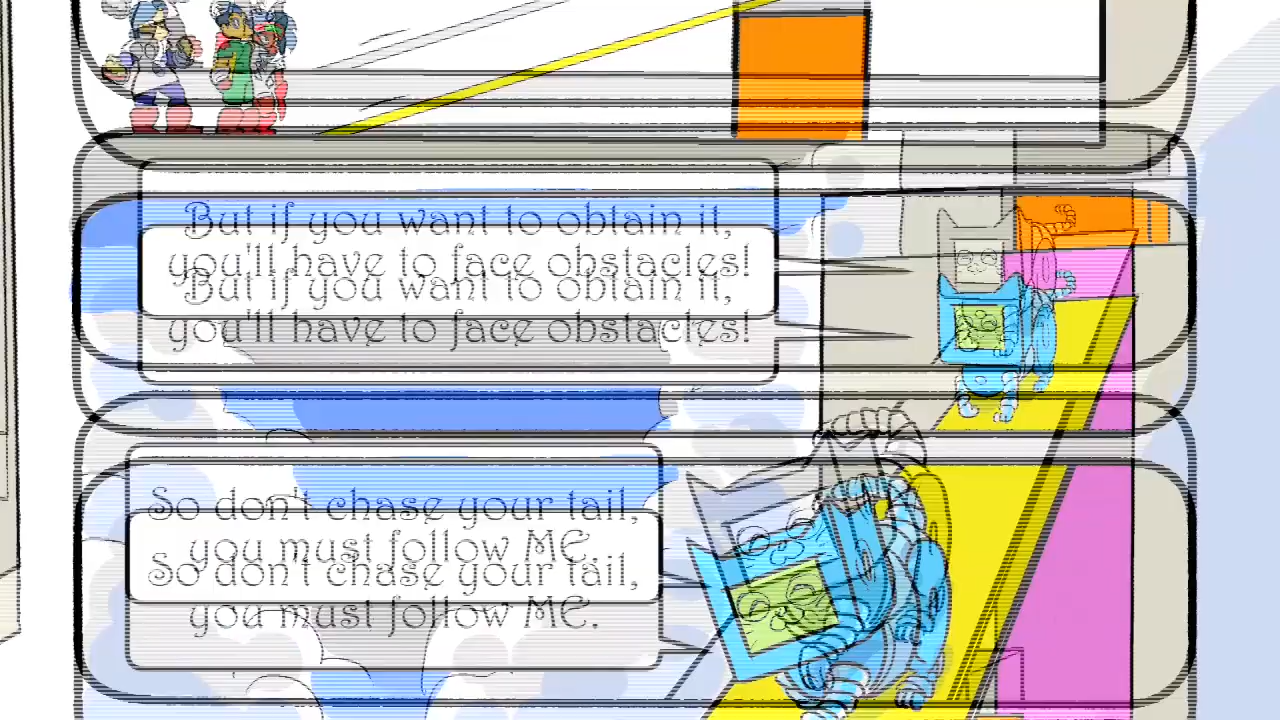 But if you want to obtain it,
you'll have to face obstacles!
But if you want to obtain it,
you'll have to face obstacles!
So don't chase your tail,
you must follow ME.
So don't chase your tail,
you must follow ME.